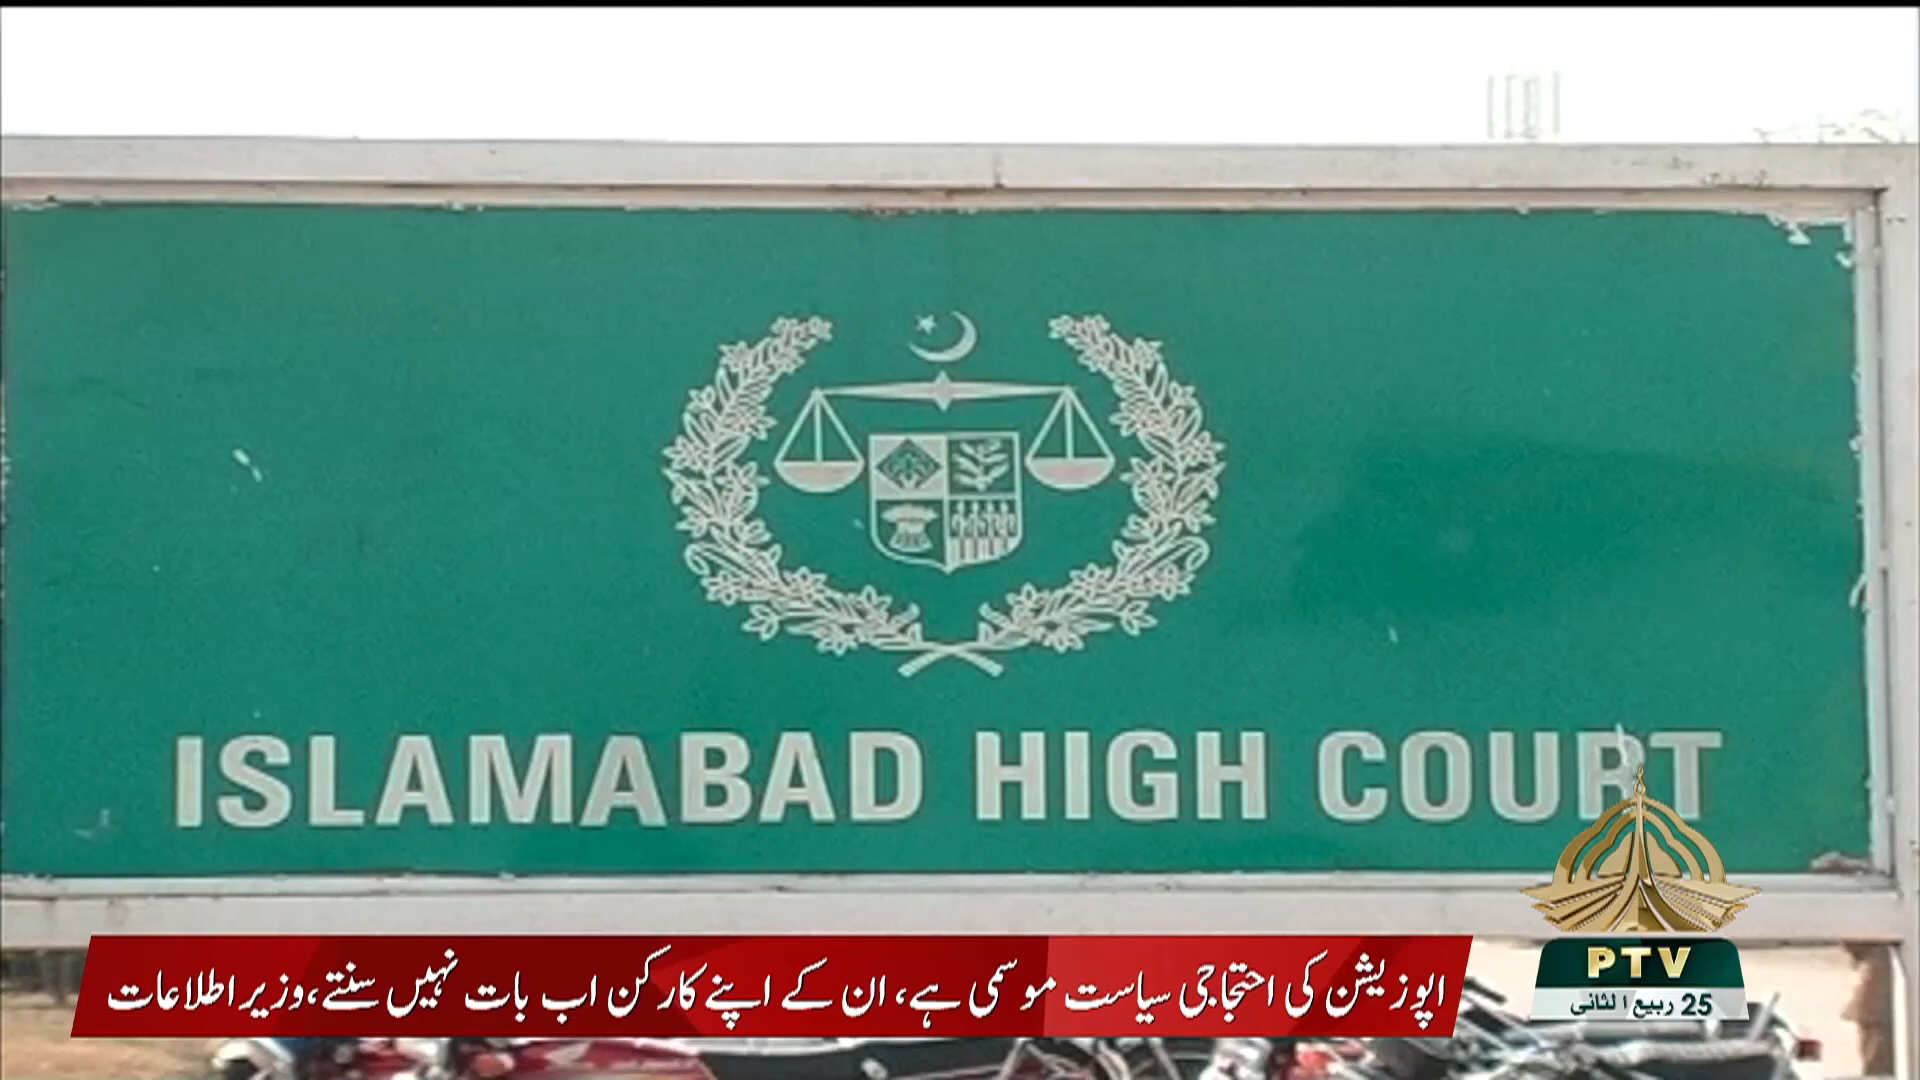 ISLAMABAD HIGH COURT
اپوزیشن کی احتجاجی سیاست موسمی ہے، ان کے اپنے کارکن اب بات نہیں سنتے،وزیر اطلاعات
PTV
25 ربیع الثانی